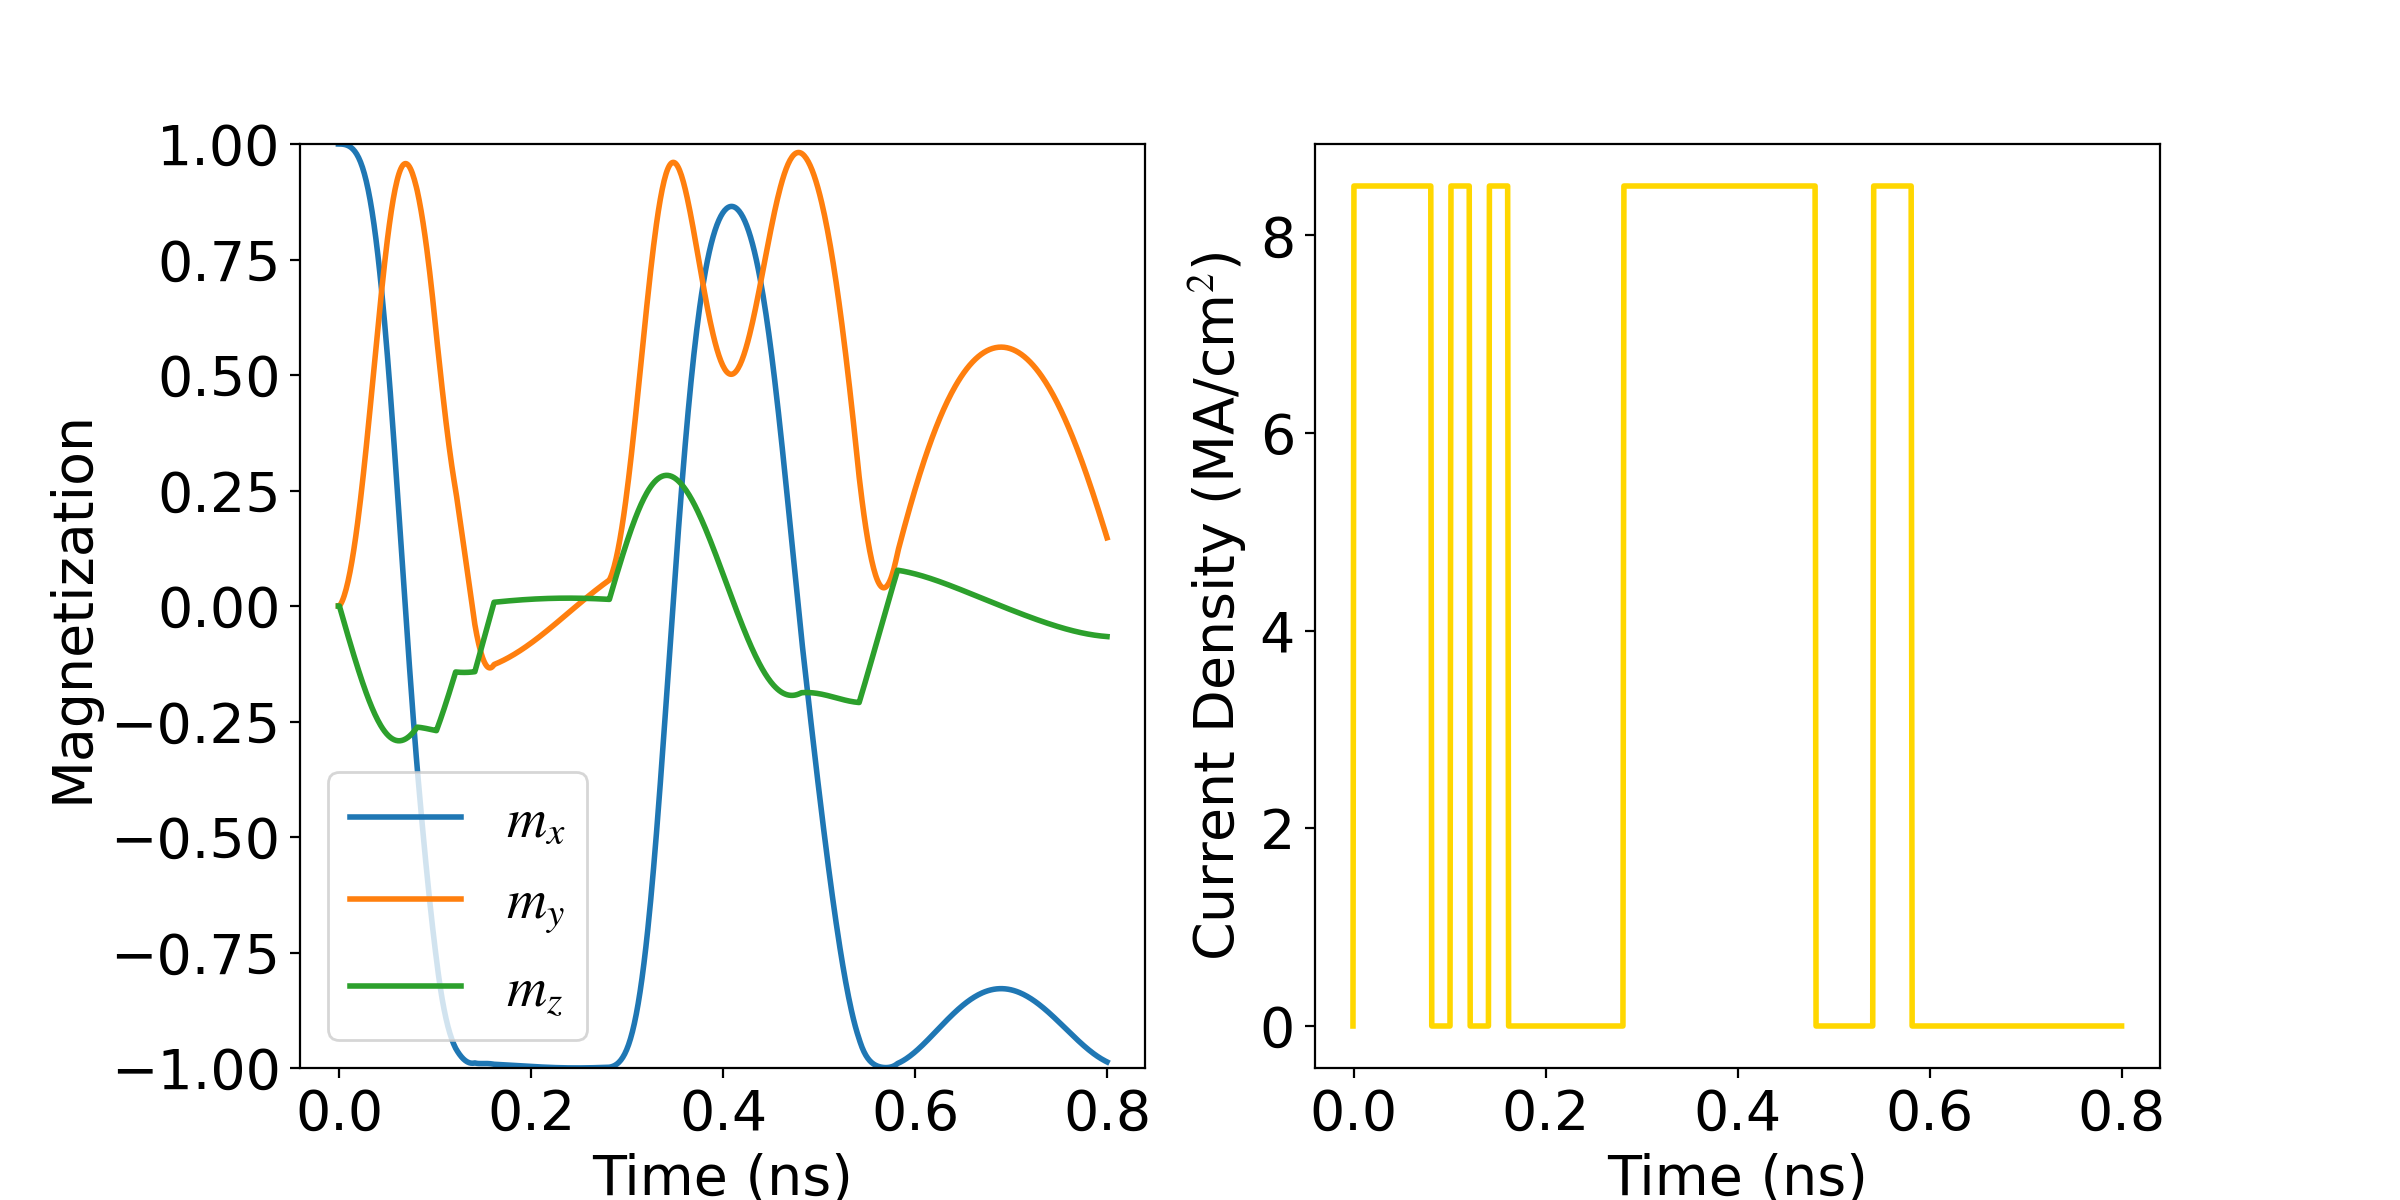 Magnetization
1.00
0.75
0.50
0.25
0.00
−0.25
−0.50
−0.75
−1.00
m_x
m_y
m_z
0.0 0.2 0.4 0.6 0.8
Time (ns)
Current Density (MA/cm²)
8
6
4
2
0
0.0 0.2 0.4 0.6 0.8
Time (ns)